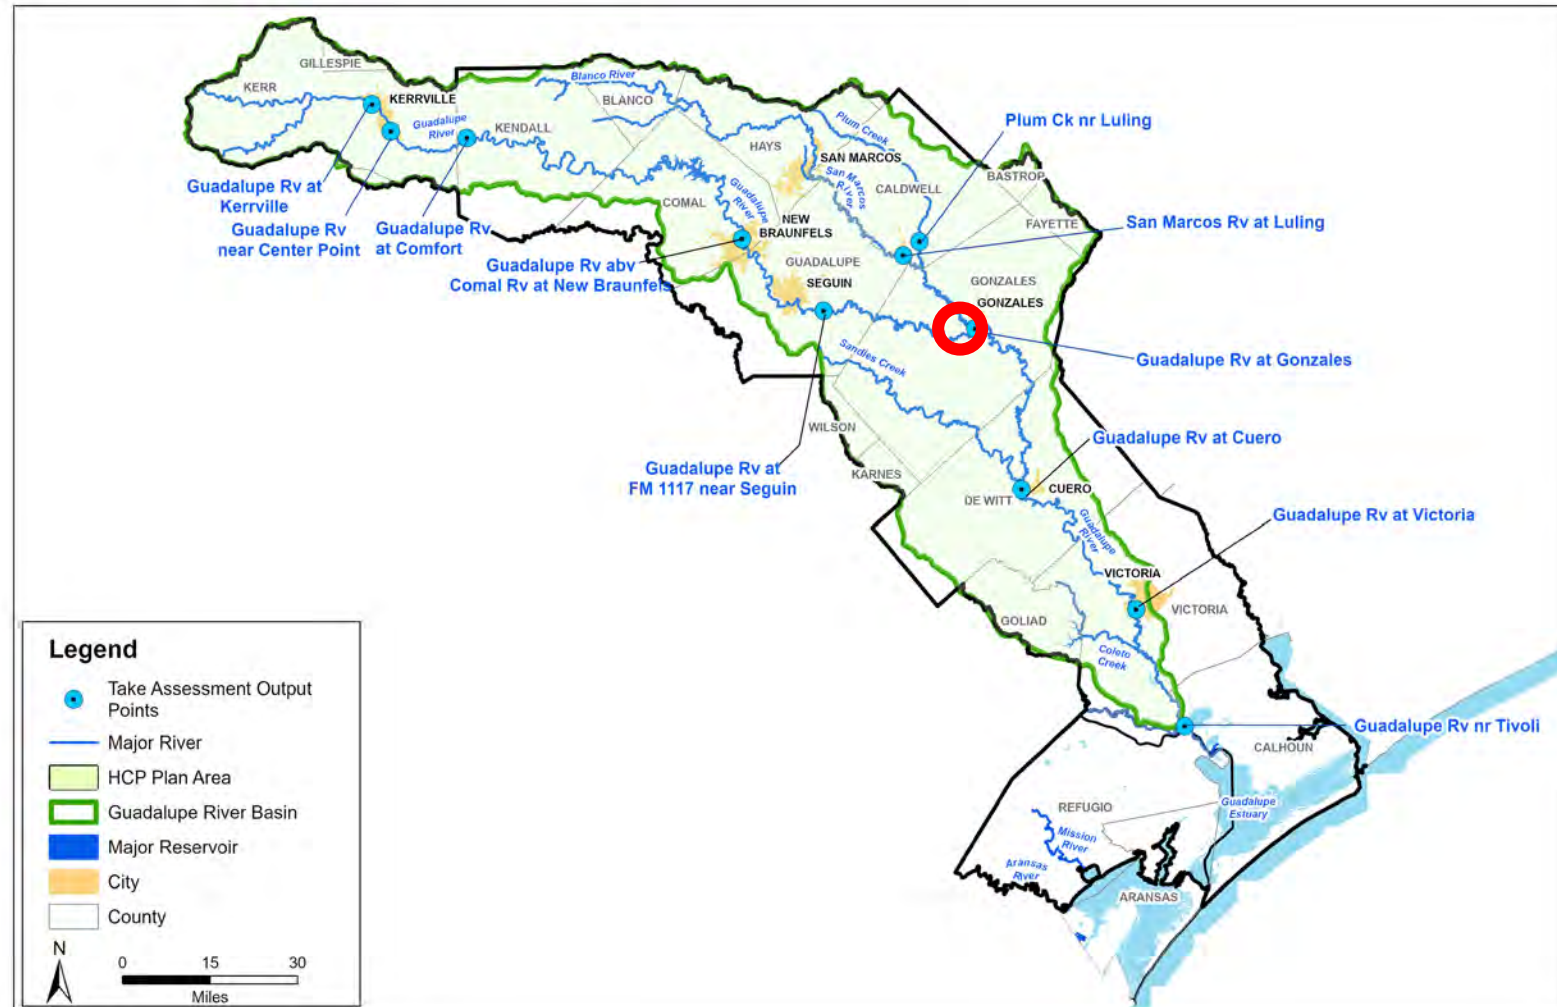 GILLESPIE
KERR
KERRVILLE
Guadalupe
River
KENDALL
Blanco River
BLANCO
HAYS
Plum Creek
SAN MARCOS
San Marcos
River
CALDWELL
BASTROP
FAYETTE
Plum Ck nr Luling
San Marcos Rv at Luling
Guadalupe Rv at
Kerrville
Guadalupe Rv
near Center Point
Guadalupe Rv
at Comfort
COMAL
Guadalupe
River
NEW
BRAUNFELS
Guadalupe Rv abv
Comal Rv at New Braunfels
GUADALUPE
SEGUIN
GONZALES
GONZALES
Guadalupe Rv at Gonzales
Sandies Creek
WILSON
KARNES
Guadalupe Rv at
FM 1117 near Seguin
Guadalupe Rv at Cuero
CUERO
DE WITT
Guadalupe
River
Guadalupe Rv at Victoria
VICTORIA
VICTORIA
GOLIAD
Coleto
Creek
Guadalupe Rv nr Tivoli
CALHOUN
REFUGIO
Guadalupe
Estuary
Mission
River
Aransas
River
ARANSAS
Legend
Take Assessment Output
Points
Major River
HCP Plan Area
Guadalupe River Basin
Major Reservoir
City
County
N
0 15 30
Miles